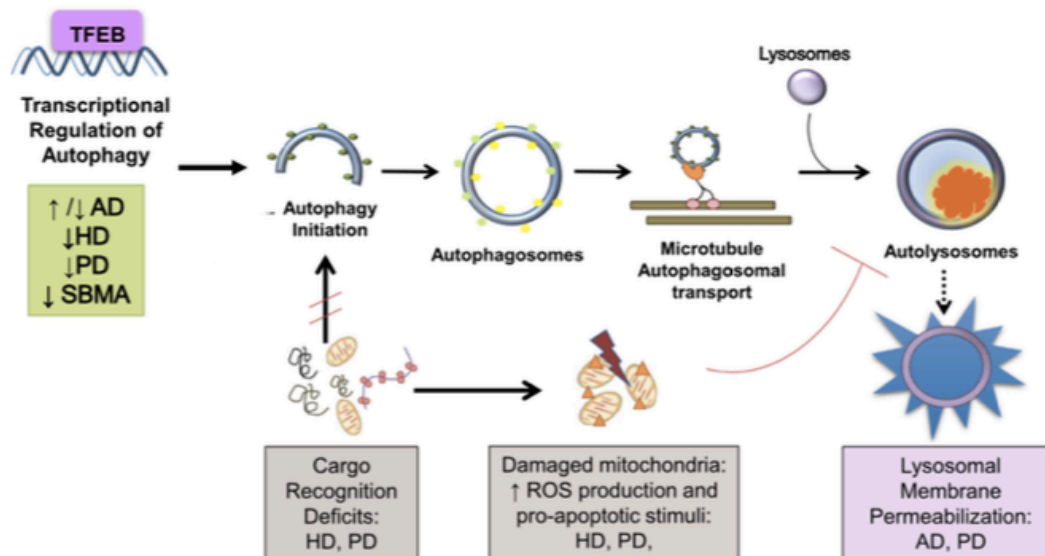 TFEB
Transcriptional
Regulation of
Autophagy
↑ /↓ AD
↓HD
↓PD
↓ SBMA
Autophagy
Initiation
Autophagosomes
Microtubule
Autophagosomal
transport
Lysosomes
Autolysosomes
Cargo
Recognition
Deficits:
HD, PD
Damaged mitochondria:
↑ ROS production and
pro-apoptotic stimuli:
HD, PD,
Lysosomal
Membrane
Permeabilization:
AD, PD